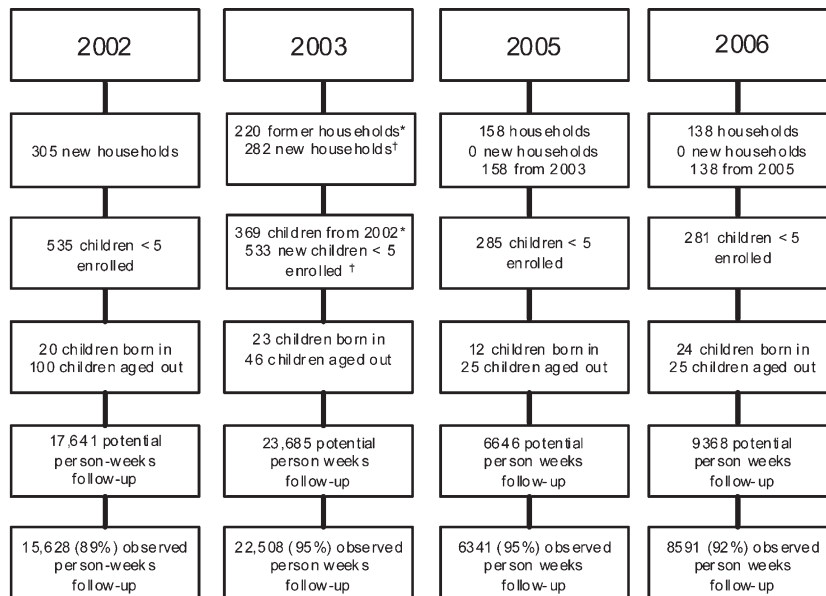 2002
305 new households
535 children < 5
enrolled
20 children born in
100 children aged out
17,641 potential
person-weeks
follow-up
15,628 (89%) observed
person-weeks
follow-up
2003
220 former households*
282 new households†
369 children from 2002*
533 new children < 5
enrolled †
23 children born in
46 children aged out
23,685 potential
person weeks
follow-up
22,508 (95%) observed
person weeks
follow-up
2005
158 households
0 new households
158 from 2003
285 children < 5
enrolled
12 children born in
25 children aged out
6646 potential
person weeks
follow-up
6341 (95%) observed
person weeks
follow-up
2006
138 households
0 new households
138 from 2005
281 children < 5
enrolled
24 children born in
25 children aged out
9368 potential
person weeks
follow-up
8591 (92%) observed
person weeks
follow-up